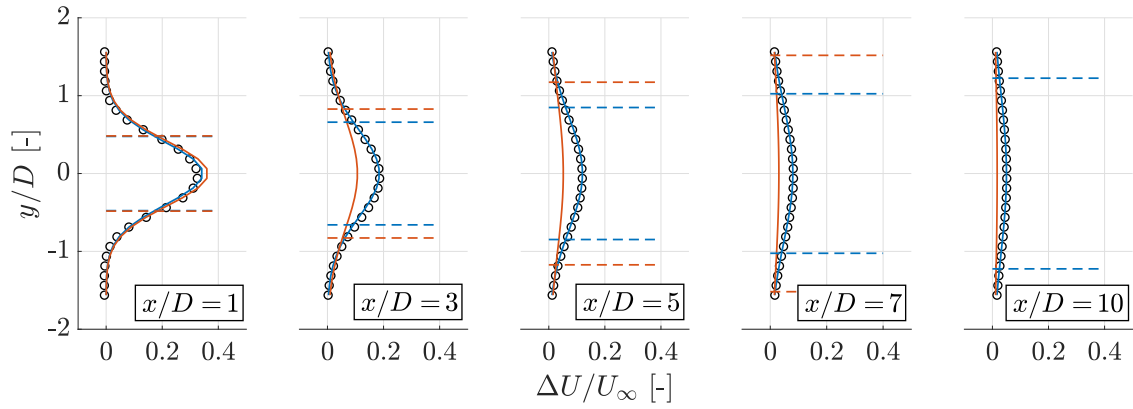 2
1
0
-1
-2
y/D [-]
x/D = 1
x/D = 3
x/D = 5
x/D = 7
x/D = 10
0 0.2 0.4 0 0.2 0.4 0 0.2 0.4 0 0.2 0.4 0 0.2 0.4
ΔU/U∞ [-]